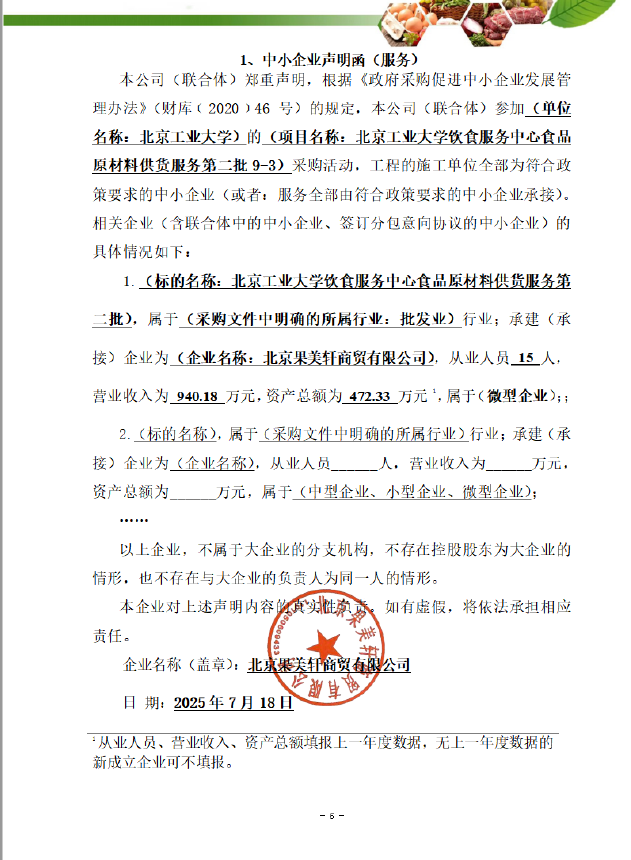 1、中小企业声明函（服务）
本公司（联合体）郑重声明，根据《政府采购促进中小企业发展管
理办法》（财库﹝2020﹞46 号）的规定，本公司（联合体）参加（单位
名称：北京工业大学）的（项目名称：北京工业大学饮食服务中心食品
原材料供货服务第二批 9-3）采购活动，工程的施工单位全部为符合政
策要求的中小企业（或者：服务全部由符合政策要求的中小企业承接）。
相关企业（含联合体中的中小企业、签订分包意向协议的中小企业）的
具体情况如下：
1.（标的名称：北京工业大学饮食服务中心食品原材料供货服务第
二批），属于（采购文件中明确的所属行业：批发业）行业；承建（承
接）企业为（企业名称：北京果美轩商贸有限公司），从业人员 15 人，
营业收入为 940.18 万元，资产总额为 472.33 万元¹，属于（微型企业）；；
2.（标的名称），属于（采购文件中明确的所属行业）行业；承建（承
接）企业为（企业名称），从业人员______人，营业收入为______万元，
资产总额为______万元，属于（中型企业、小型企业、微型企业）；
……
以上企业，不属于大企业的分支机构，不存在控股股东为大企业的
情形，也不存在与大企业的负责人为同一人的情形。
本企业对上述声明内容的真实性负责。如有虚假，将依法承担相应
责任。
企业名称（盖章）：北京果美轩商贸有限公司
日 期：2025 年 7 月 18 日
北京果美轩商贸有限公司
¹从业人员、营业收入、资产总额填报上一年度数据，无上一年度数据的
新成立企业可不填报。
- 6 -